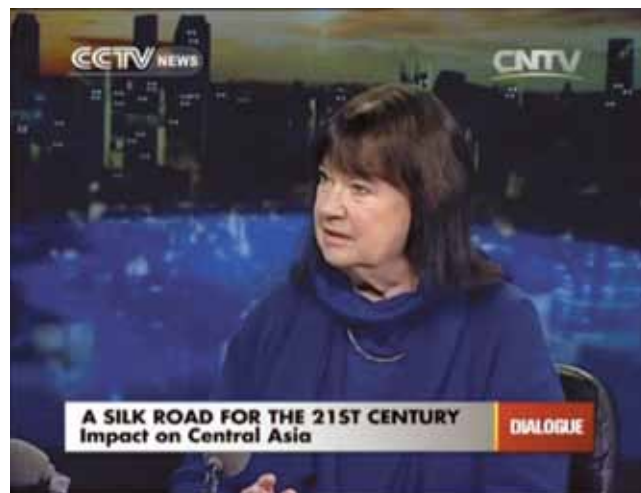 CCTV NEWS
CNTV
A SILK ROAD FOR THE 21ST CENTURY
Impact on Central Asia
DIALOGUE